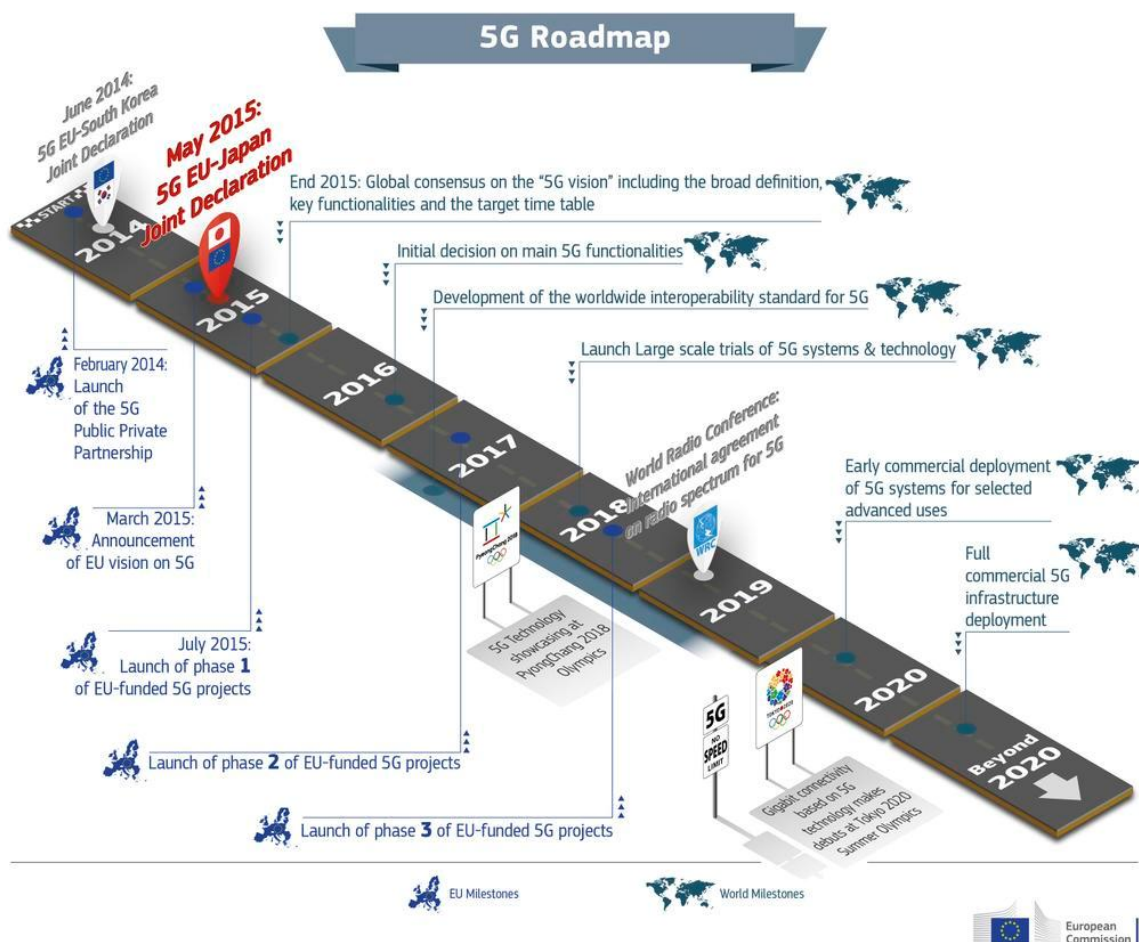 5G Roadmap
June 2014:
5G EU-South Korea
Joint Declaration
May 2015:
5G EU-Japan
Joint Declaration
End 2015: Global consensus on the “5G vision” including the broad definition,
key functionalities and the target time table
Initial decision on main 5G functionalities
Development of the worldwide interoperability standard for 5G
Launch Large scale trials of 5G systems & technology
World Radio Conference:
International agreement
on radio spectrum for 5G
Early commercial deployment
of 5G systems for selected
advanced uses
Full
commercial 5G
infrastructure
deployment
START
2014
2015
2016
2017
2018
2019
2020
Beyond
2020
WRC
February 2014:
Launch
of the 5G
Public Private
Partnership
March 2015:
Announcement
of EU vision on 5G
July 2015:
Launch of phase 1
of EU-funded 5G projects
Launch of phase 2 of EU-funded 5G projects
Launch of phase 3 of EU-funded 5G projects
PyeongChang 2018
5G Technology
showcasing at
PyongChang 2018
Olympics
5G
NO
SPEED
LIMIT
TOKYO 2020
Gigabit connectivity
based on 5G
technology makes
debuts at Tokyo 2020
Summer Olympics
EU Milestones
World Milestones
European
Commission